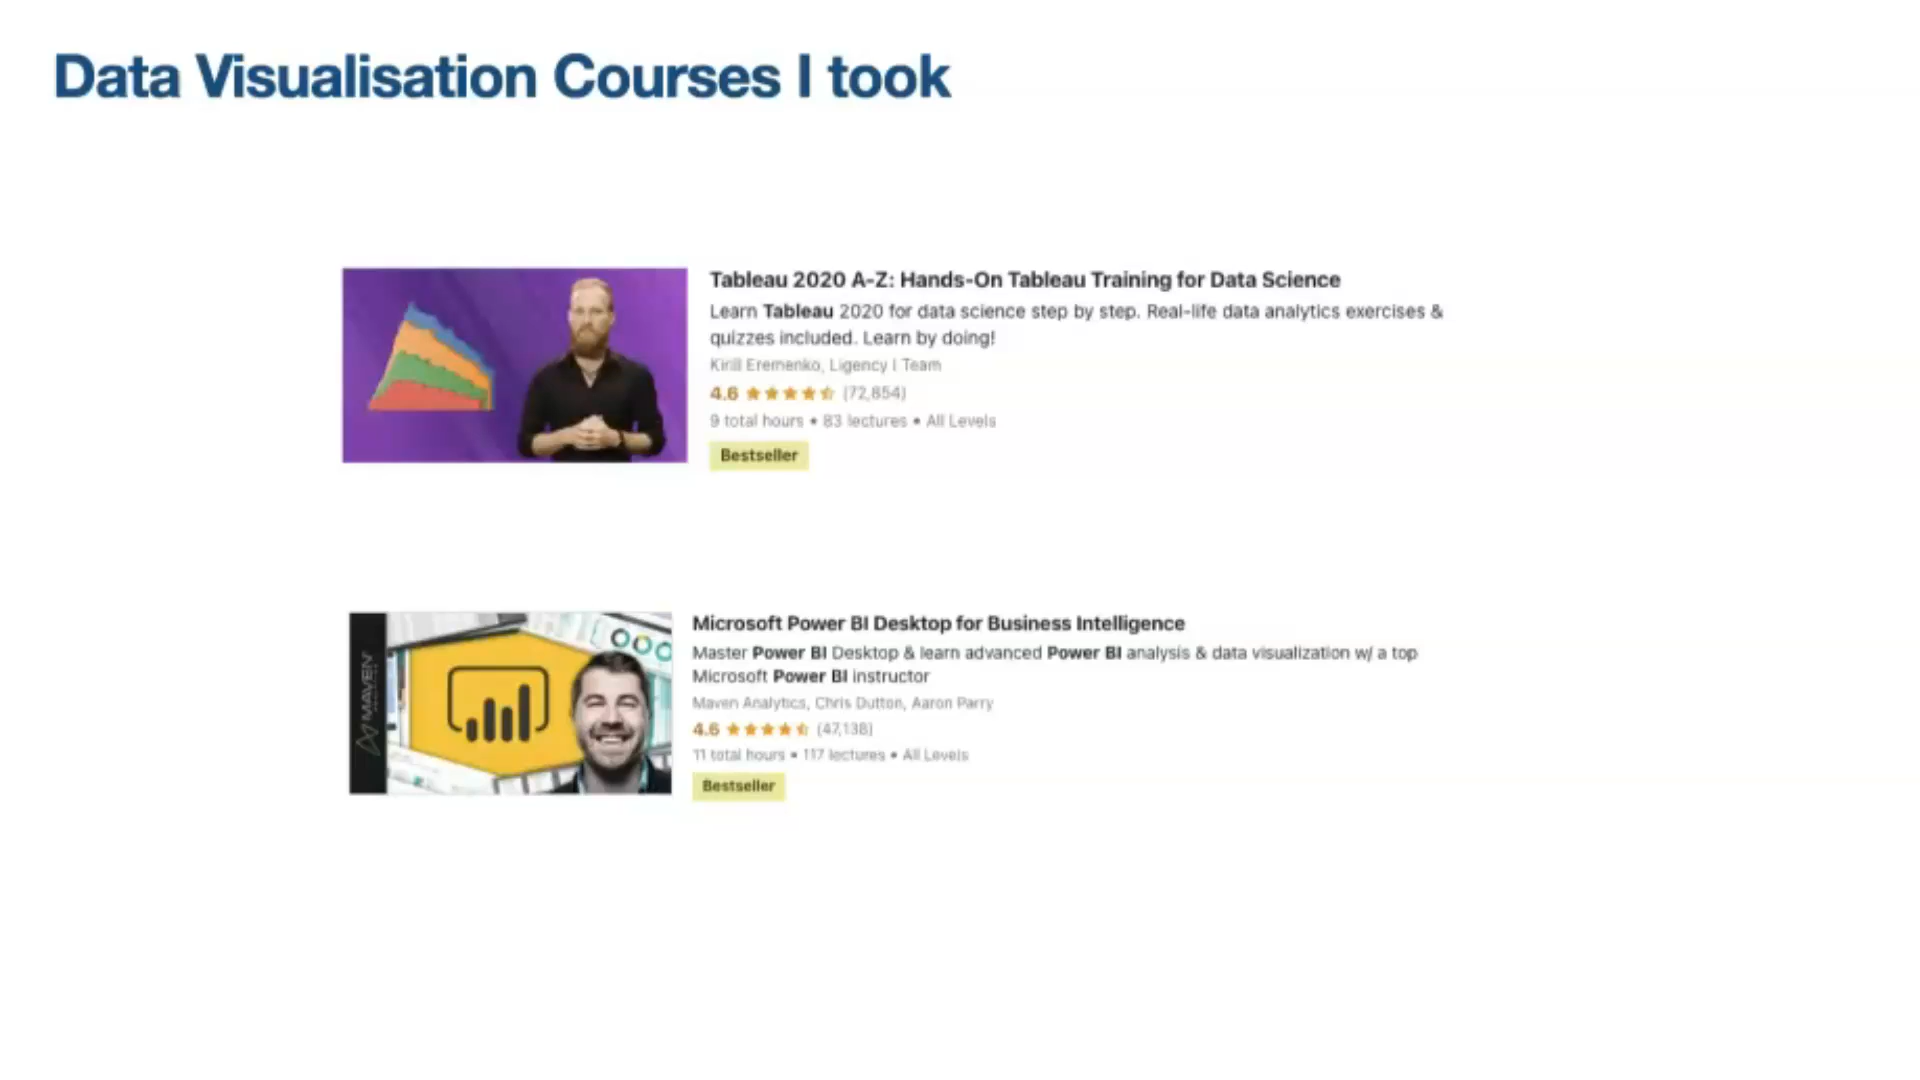 Data Visualisation Courses I took
Tableau 2020 A-Z: Hands-On Tableau Training for Data Science
Learn Tableau 2020 for data science step by step. Real-life data analytics exercises &
quizzes included. Learn by doing!
Kirill Eremenko, Ligency I Team
4.6 (72,654)
9 total hours • 83 lectures • All Levels
Bestseller
MAVEN
Microsoft Power BI Desktop for Business Intelligence
Master Power BI Desktop & learn advanced Power BI analysis & data visualization w/ a top
Microsoft Power BI instructor
Maven Analytics, Chris Dutton, Aaron Parry
4.6 (47,138)
11 total hours • 117 lectures • All Levels
Bestseller